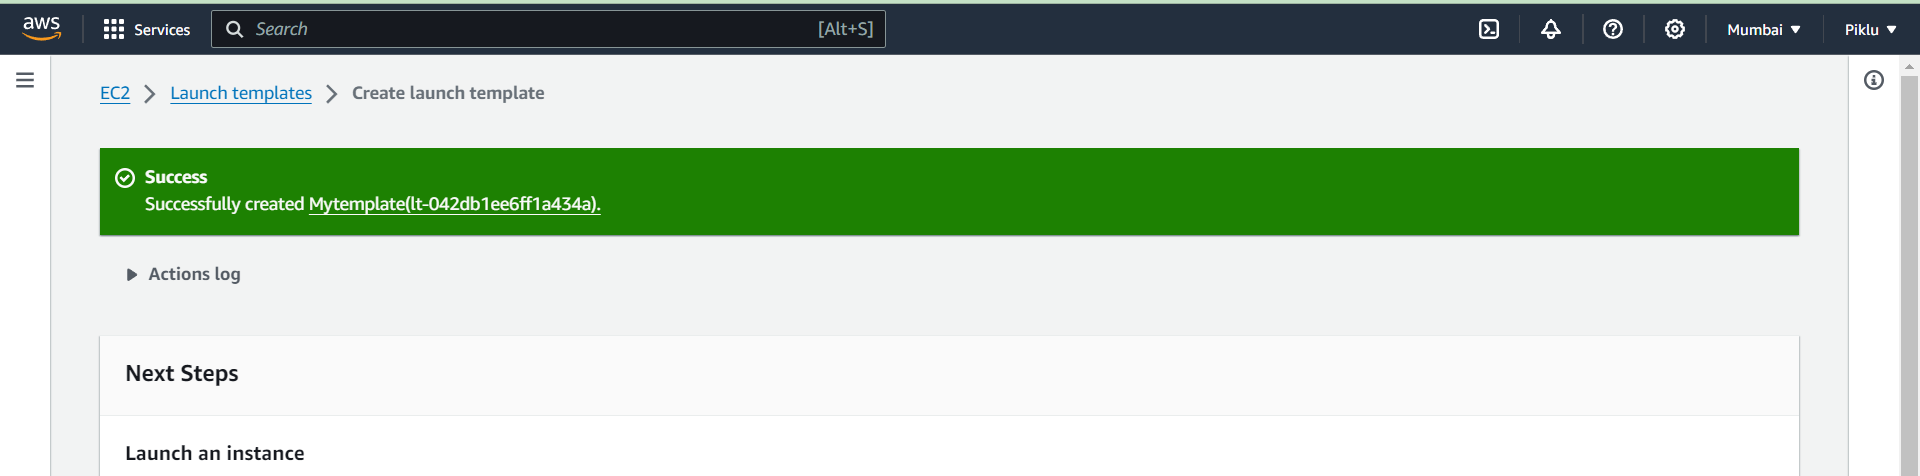 aws
Services
Search
[Alt+S]
Mumbai
Piklu
EC2 Launch templates Create launch template
Success
Successfully created Mytemplate(lt-042db1ee6ff1a434a).
Actions log
Next Steps
Launch an instance